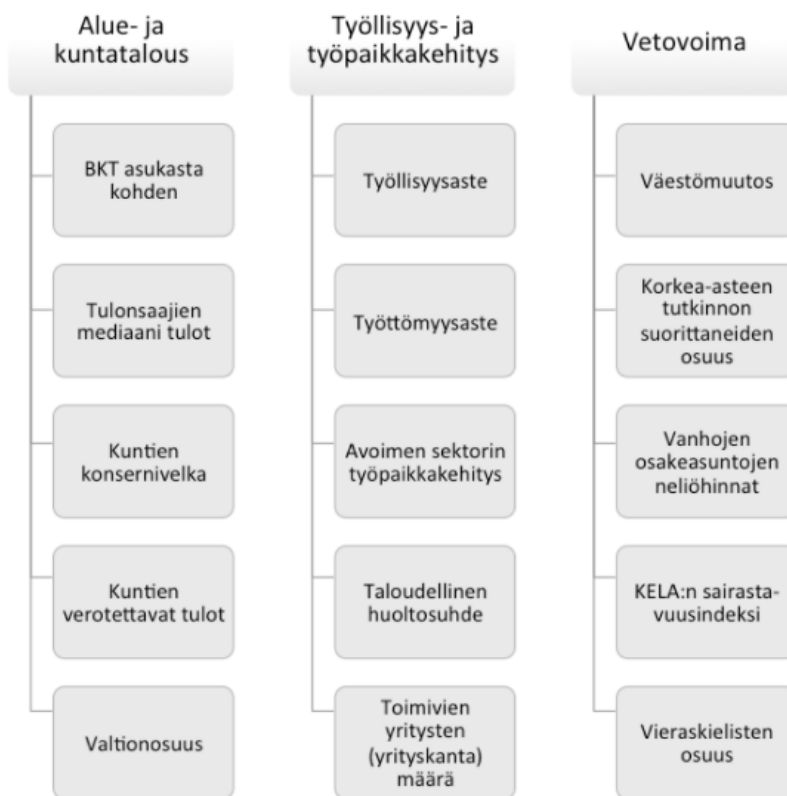 Alue- ja
kuntatalous
BKT asukasta
kohden
Tulonsaajien
mediaani tulot
Kuntien
konsernivelka
Kuntien
verotettavat tulot
Valtionosuus
Työllisyys- ja
työpaikkakehitys
Työllisyysaste
Työttömyysaste
Avoimen sektorin
työpaikkakehitys
Taloudellinen
huoltosuhde
Toimivien
yritysten
(yrityskanta)
määrä
Vetovoima
Väestömuutos
Korkea-asteen
tutkinnon
suorittaneiden
osuus
Vanhojen
osakeasuntojen
neliöhinnat
KELA:n sairasta-
vuusindeksi
Vieraskielisten
osuus